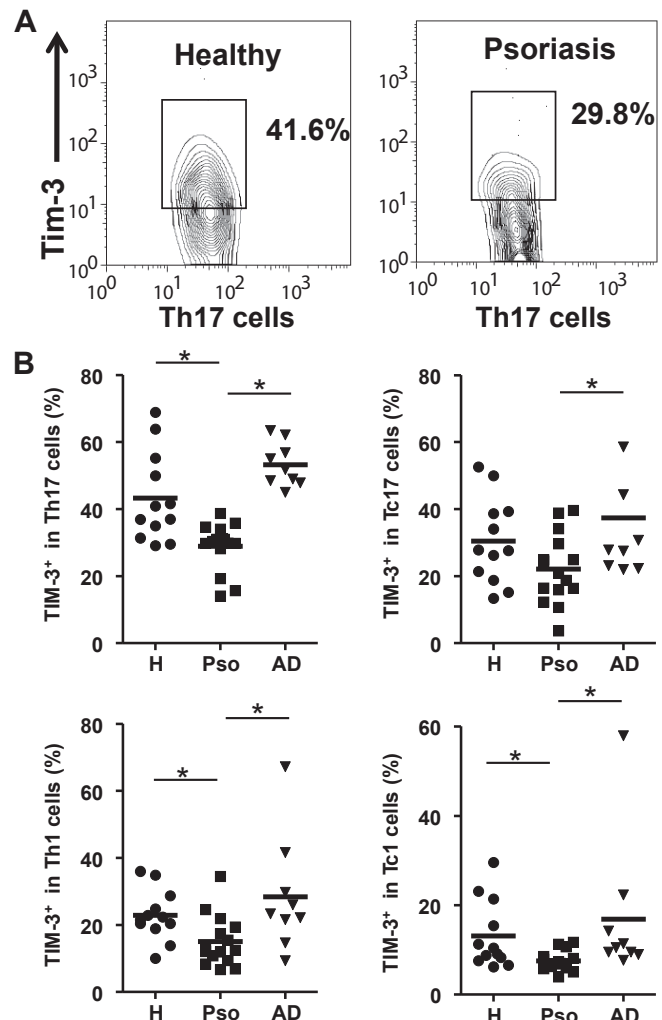 A
Tim-3
Healthy
41.6%
10³
10²
10¹
10⁰
10⁰ 10¹ 10² 10³
Th17 cells
Psoriasis
29.8%
10³
10²
10¹
10⁰
10⁰ 10¹ 10² 10³
Th17 cells
B
TIM-3⁺ in Th17 cells (%)
80
60
40
20
0
* *
H Pso AD
TIM-3⁺ in Tc17 cells (%)
80
60
40
20
0
*
H Pso AD
TIM-3⁺ in Th1 cells (%)
80
60
40
20
0
* *
H Pso AD
TIM-3⁺ in Tc1 cells (%)
60
40
20
0
* *
H Pso AD